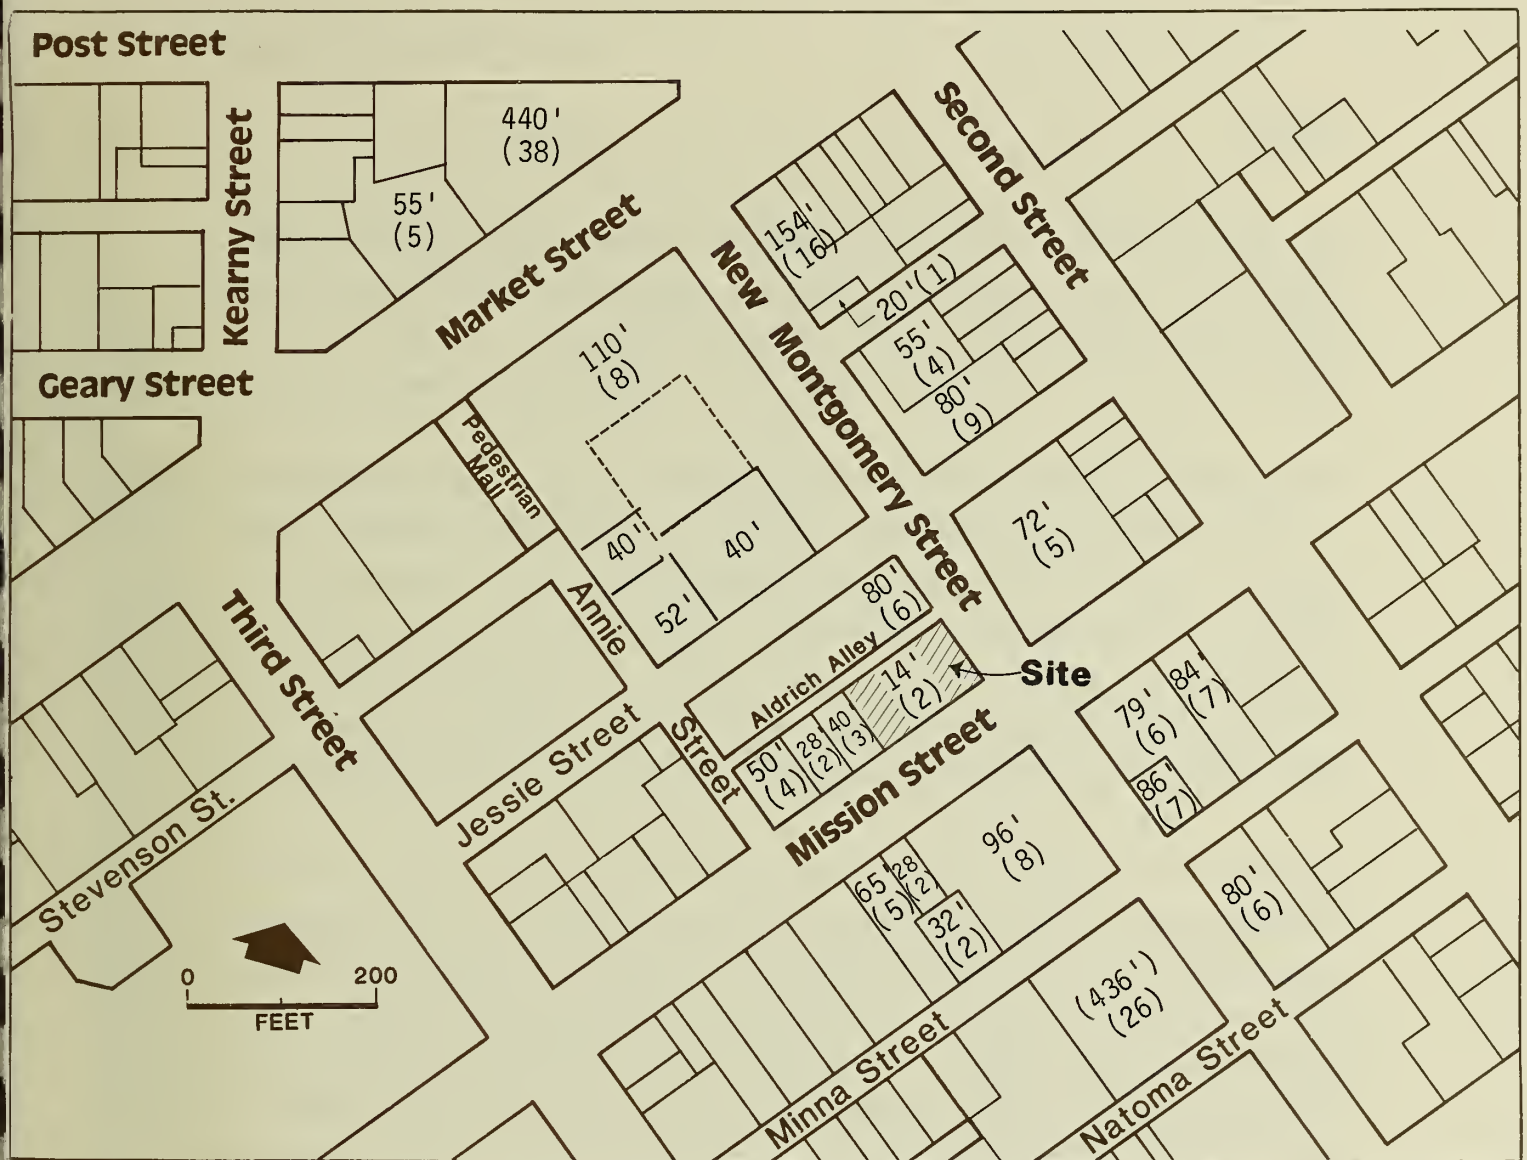 Post Street
Kearny Street
440'
(38)
55'
(5)
Geary Street
Market Street
Second Street
New Montgomery Street
154'
(16)
20'(1)
55'
(4)
80'
(9)
110'
(8)
Pedestrian
Mall
40'
40'
52'
72'
(5)
Third Street
Annie
Street
80'
(6)
Aldrich Alley
14'
(2)
Site
50'
(4)
28
(2)
40'
(3)
Jessie Street
Mission Street
Stevenson St.
79'
(6)
84'
(7)
86'
(7)
96'
(8)
65'
(5)
28
(2)
32'
(2)
80'
(6)
(436')
(26)
Minna Street
Natoma Street
0 200
FEET